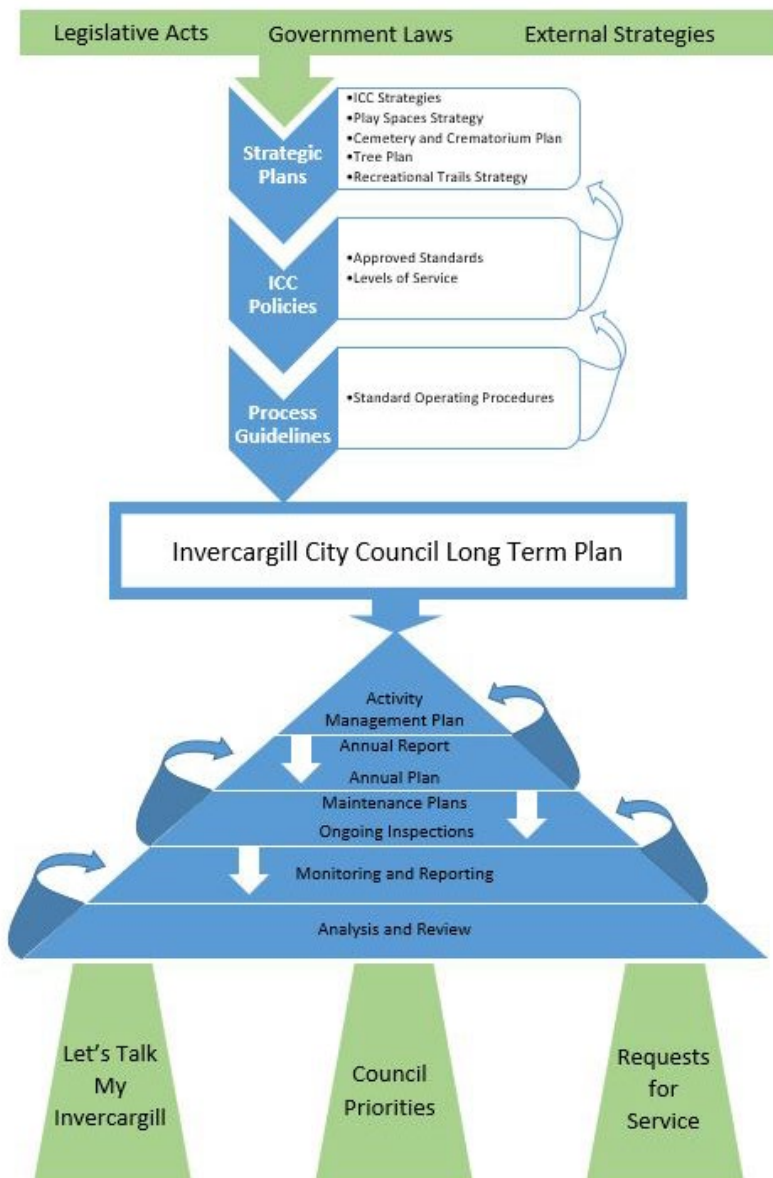 Legislative Acts Government Laws External Strategies
Strategic
Plans
•ICC Strategies
•Play Spaces Strategy
•Cemetery and Crematorium Plan
•Tree Plan
•Recreational Trails Strategy
ICC
Policies
•Approved Standards
•Levels of Service
Process
Guidelines
•Standard Operating Procedures
Invercargill City Council Long Term Plan
Activity
Management Plan
Annual Report
Annual Plan
Maintenance Plans
Ongoing Inspections
Monitoring and Reporting
Analysis and Review
Let's Talk
My
Invercargill
Council
Priorities
Requests
for
Service